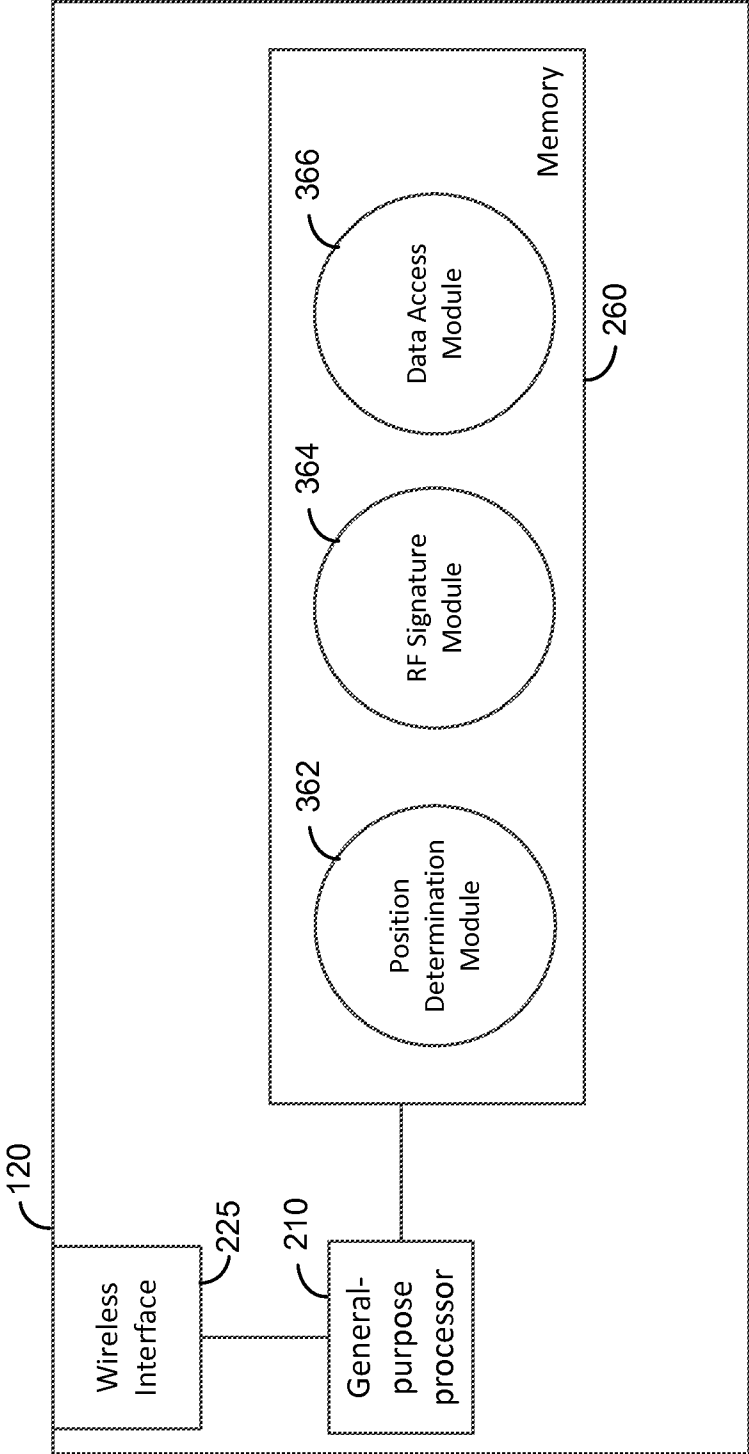 120
Wireless
Interface
225
210
General-
purpose
processor
362
Position
Determination
Module
364
RF Signature
Module
366
Data Access
Module
Memory
260